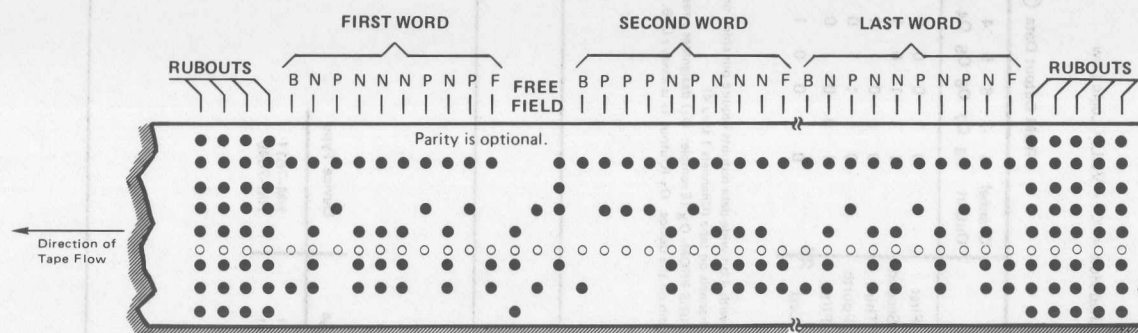 FIRST WORD SECOND WORD LAST WORD
RUBOUTS B N P N N N P N P F FREE FIELD B P P P N P N N N F B N P N N P N P N F RUBOUTS
Parity is optional.
Direction of
Tape Flow